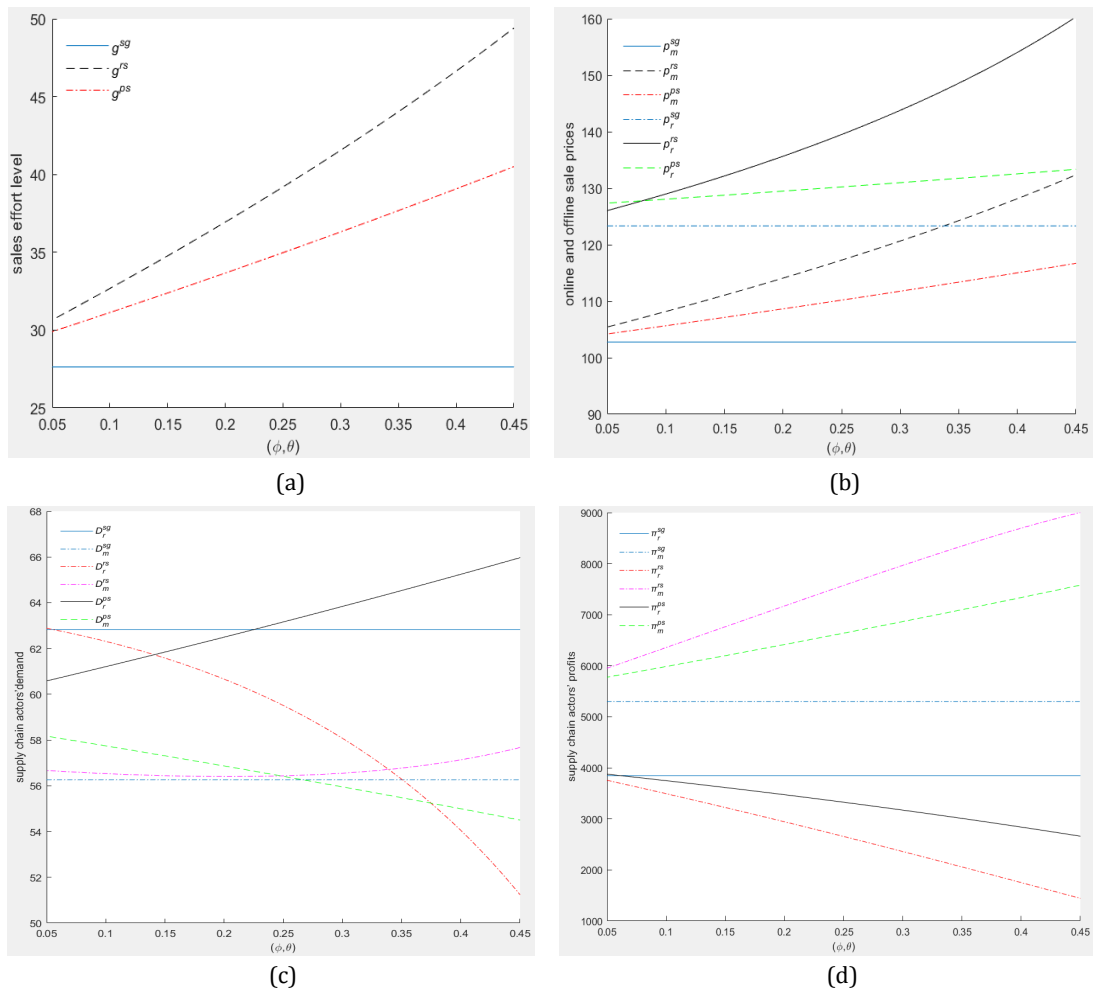 50
45
40
35
30
25
sales effort level
g^sg
g^rs
g^ps
0.05 0.1 0.15 0.2 0.25 0.3 0.35 0.4 0.45
(ϕ,θ)
(a)
160
150
140
130
120
110
100
90
online and offline sale prices
p_m^sg
p_m^rs
p_m^ps
p_r^sg
p_r^rs
p_r^ps
0.05 0.1 0.15 0.2 0.25 0.3 0.35 0.4 0.45
(ϕ,θ)
(b)
68
66
64
62
60
58
56
54
52
50
supply chain actors'demand
D_r^sg
D_m^sg
D_r^rs
D_m^rs
D_r^ps
D_m^ps
0.05 0.1 0.15 0.2 0.25 0.3 0.35 0.4 0.45
(ϕ,θ)
(c)
9000
8000
7000
6000
5000
4000
3000
2000
1000
supply chain actors' profits
π_r^sg
π_m^sg
π_r^rs
π_m^rs
π_r^ps
π_m^ps
0.05 0.1 0.15 0.2 0.25 0.3 0.35 0.4 0.45
(ϕ,θ)
(d)